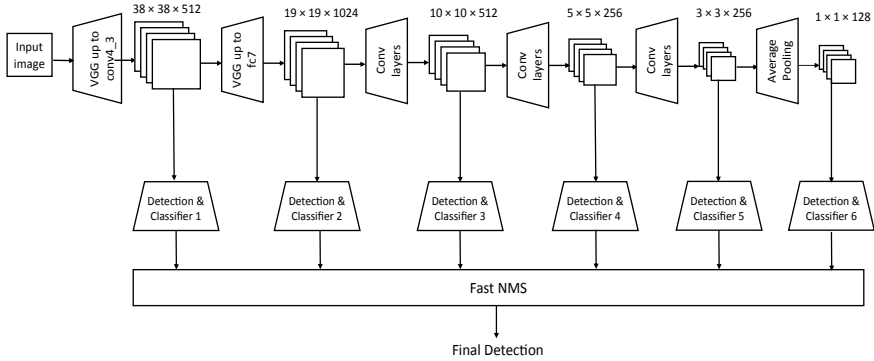 38 × 38 × 512
19 × 19 × 1024
10 × 10 × 512
5 × 5 × 256
3 × 3 × 256
1 × 1 × 128
Input
image
VGG up to
conv4_3
VGG up to
fc7
Conv
layers
Conv
layers
Conv
layers
Average
Pooling
Detection &
Classifier 1
Detection &
Classifier 2
Detection &
Classifier 3
Detection &
Classifier 4
Detection &
Classifier 5
Detection &
Classifier 6
Fast NMS
Final Detection